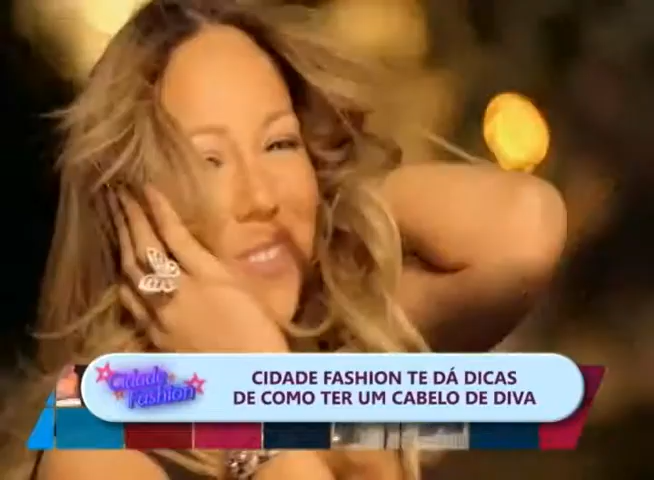 Cidade
Fashion
CIDADE FASHION TE DÁ DICAS
DE COMO TER UM CABELO DE DIVA